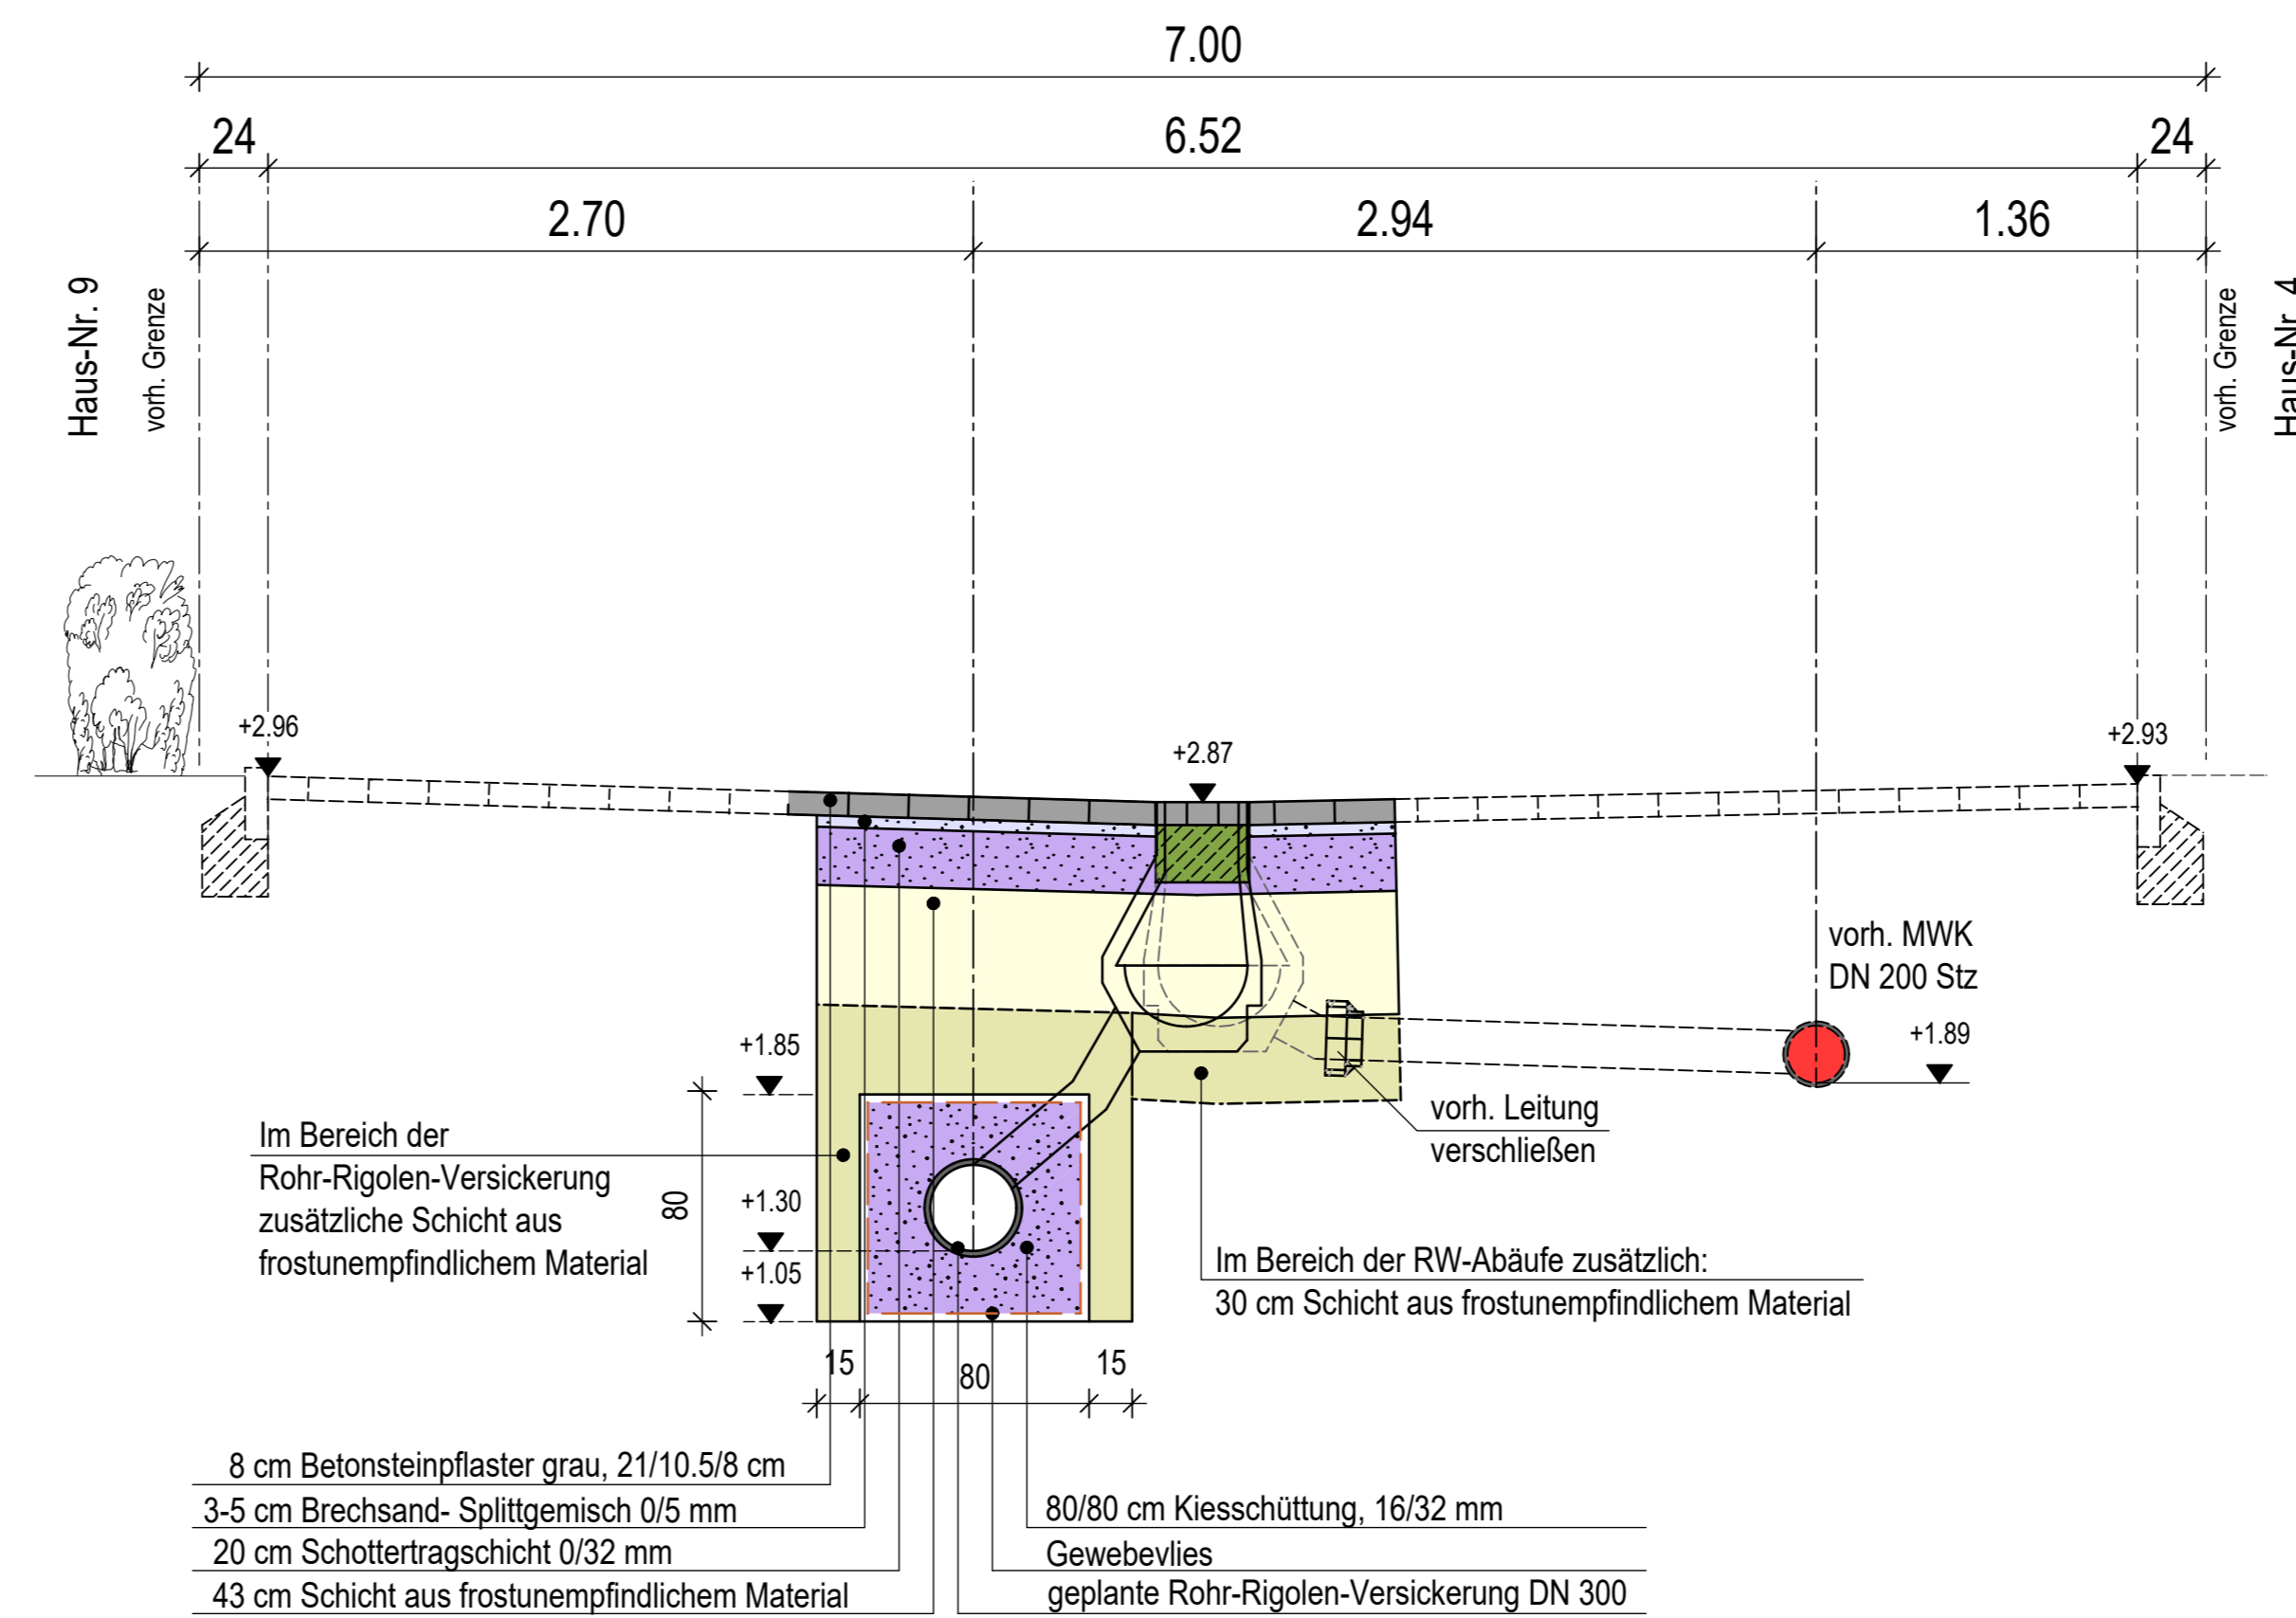 7.00
24
6.52
24
2.70
2.94
1.36
Haus-Nr. 9
vorh. Grenze
vorh. Grenze
Haus-Nr. 4
+2.96
+2.87
+2.93
vorh. MWK
DN 200 Stz
+1.89
+1.85
vorh. Leitung
verschließen
Im Bereich der
Rohr-Rigolen-Versickerung
zusätzliche Schicht aus
frostunempfindlichem Material
80
+1.30
+1.05
Im Bereich der RW-Abäufe zusätzlich:
30 cm Schicht aus frostunempfindlichem Material
15
80
15
8 cm Betonsteinpflaster grau, 21/10.5/8 cm
3-5 cm Brechsand- Splittgemisch 0/5 mm
20 cm Schottertragschicht 0/32 mm
43 cm Schicht aus frostunempfindlichem Material
80/80 cm Kiesschüttung, 16/32 mm
Gewebevlies
geplante Rohr-Rigolen-Versickerung DN 300